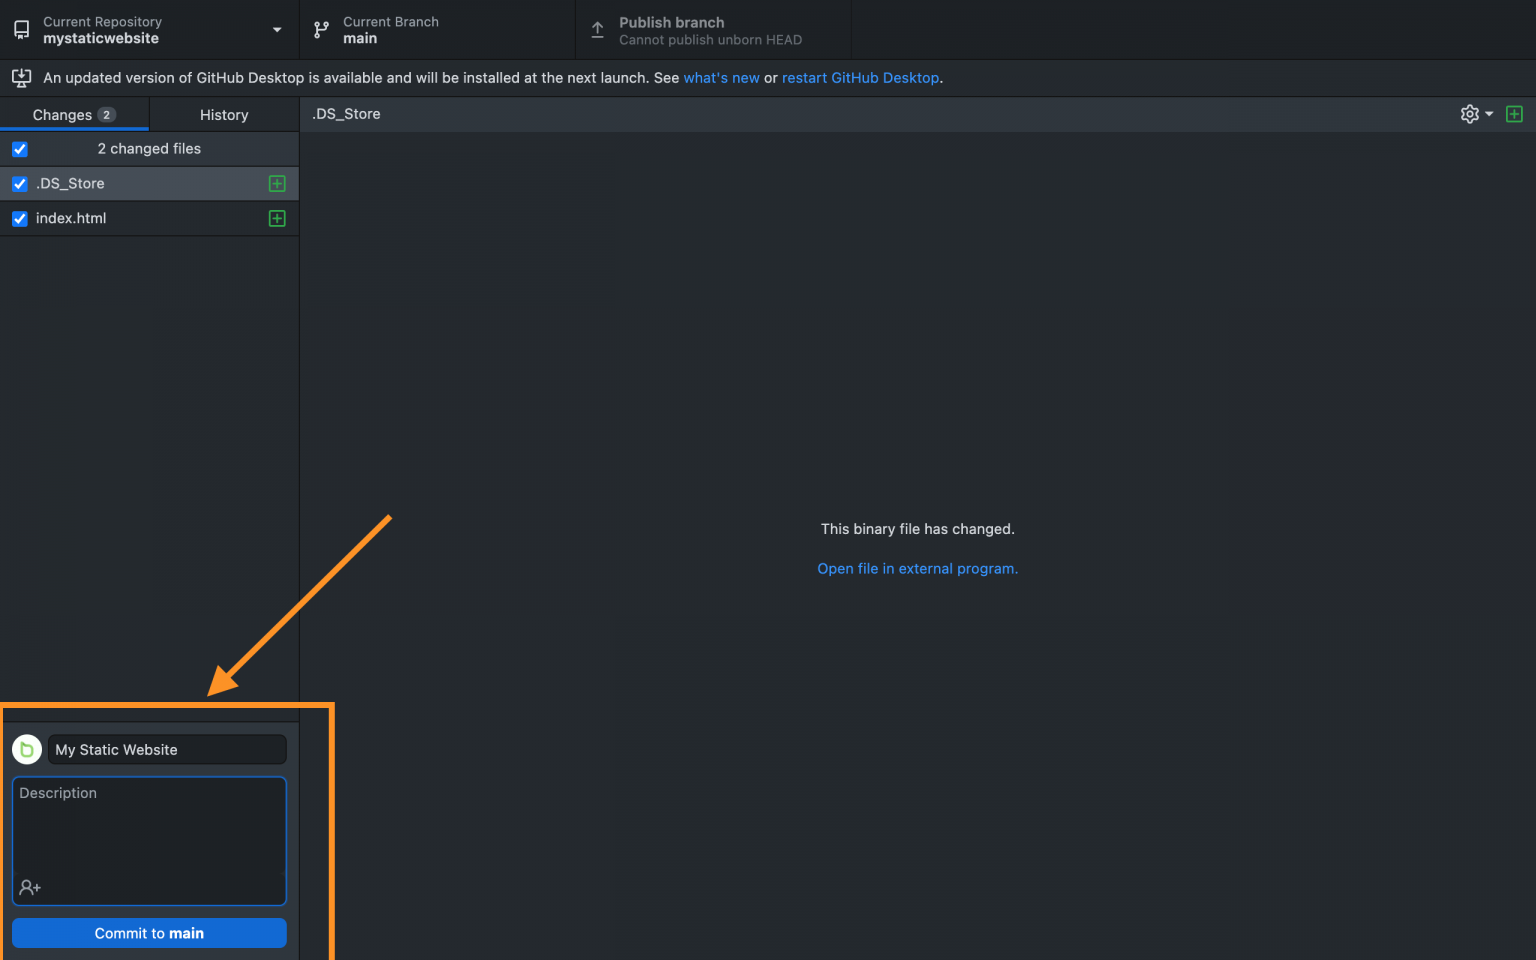 Current Repository
mystaticwebsite
Current Branch
main
Publish branch
Cannot publish unborn HEAD
An updated version of GitHub Desktop is available and will be installed at the next launch. See what's new or restart GitHub Desktop.
Changes 2
History
.DS_Store
2 changed files
.DS_Store
index.html
This binary file has changed.
Open file in external program.
My Static Website
Description
Commit to main